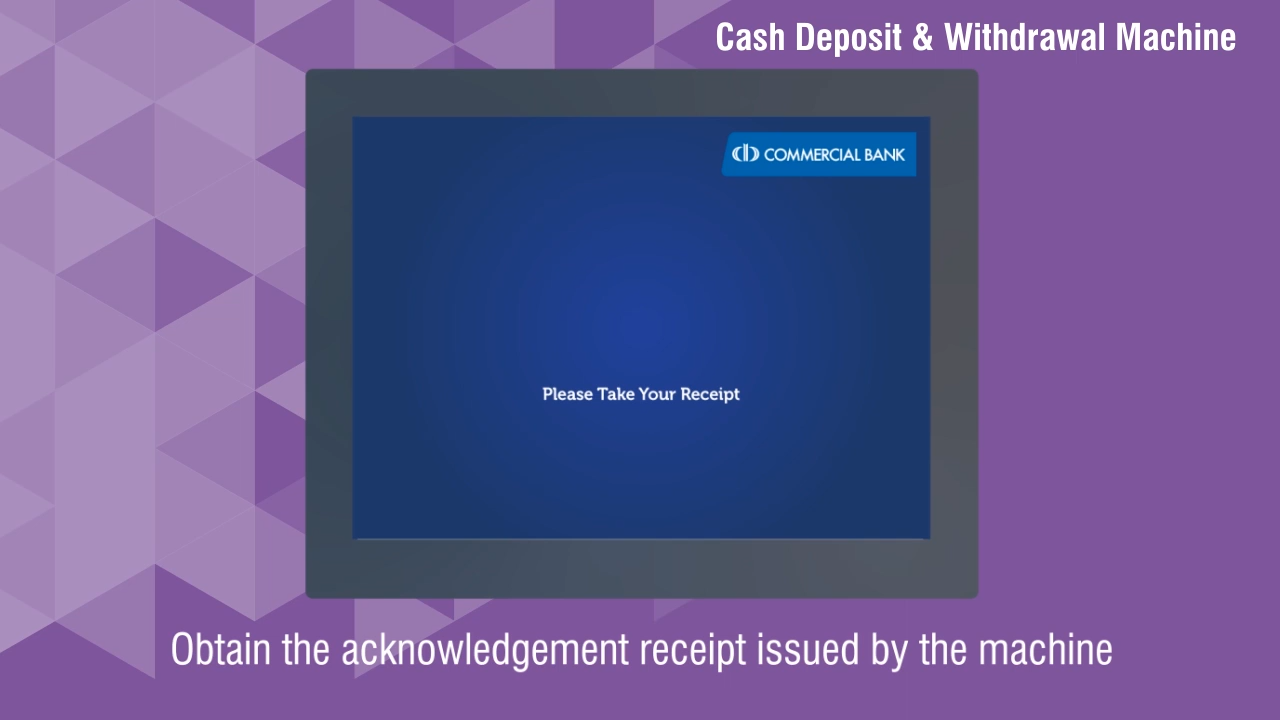 Cash Deposit & Withdrawal Machine
COMMERCIAL BANK
Please Take Your Receipt
Obtain the acknowledgement receipt issued by the machine